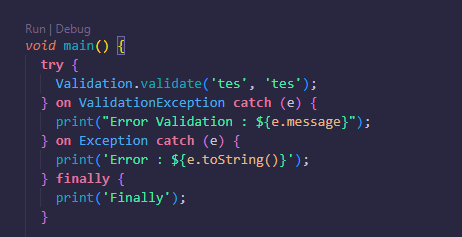 Run | Debug
void main() {
  try {
    Validation.validate('tes', 'tes');
  } on ValidationException catch (e) {
    print("Error Validation : ${e.message}");
  } on Exception catch (e) {
    print('Error : ${e.toString()}');
  } finally {
    print('Finally');
  }